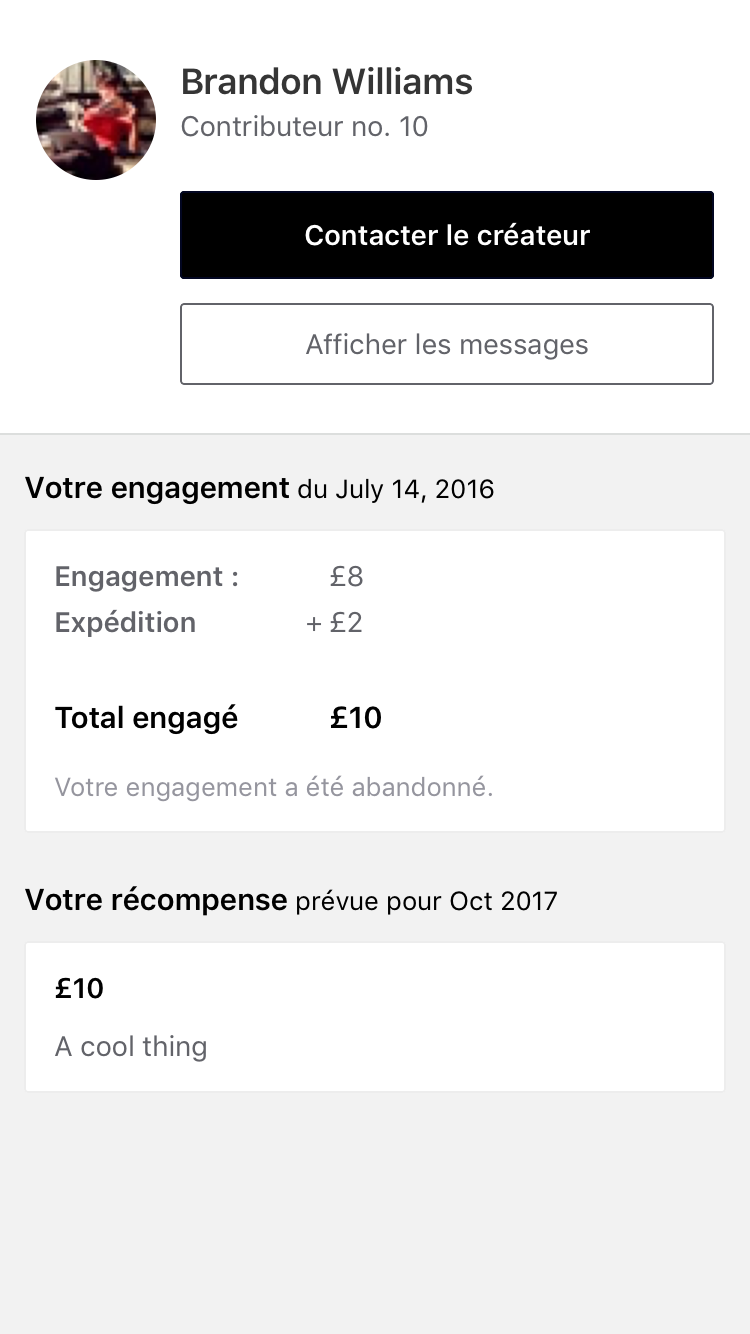 Brandon Williams
Contributeur no. 10
Contacter le créateur
Afficher les messages
Votre engagement du July 14, 2016
Engagement : £8
Expédition + £2
Total engagé £10
Votre engagement a été abandonné.
Votre récompense prévue pour Oct 2017
£10
A cool thing